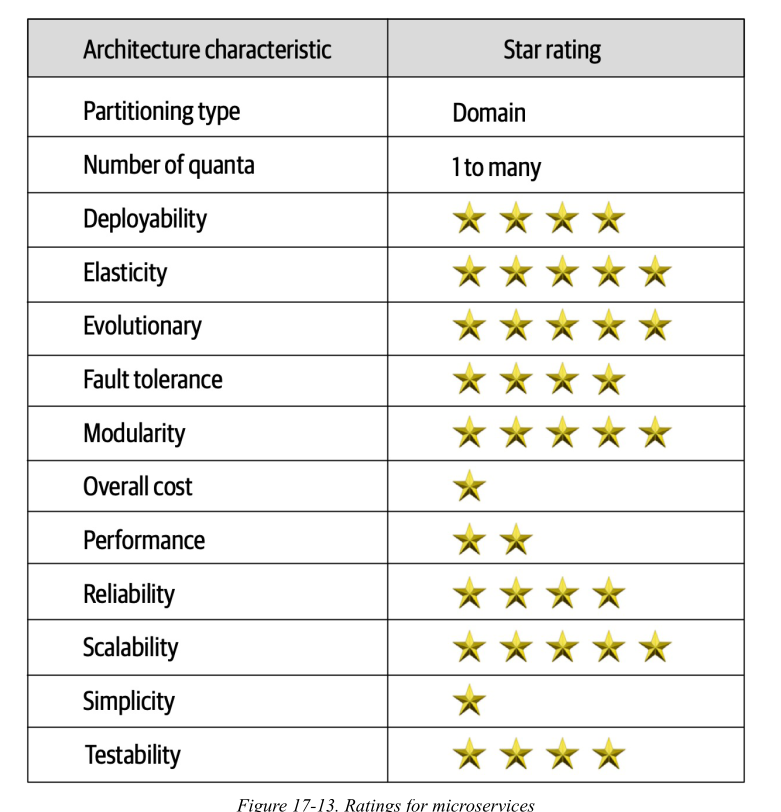 Architecture characteristic Star rating
Partitioning type Domain
Number of quanta 1 to many
Deployability
Elasticity
Evolutionary
Fault tolerance
Modularity
Overall cost
Performance
Reliability
Scalability
Simplicity
Testability
Figure 17-13. Ratings for microservices